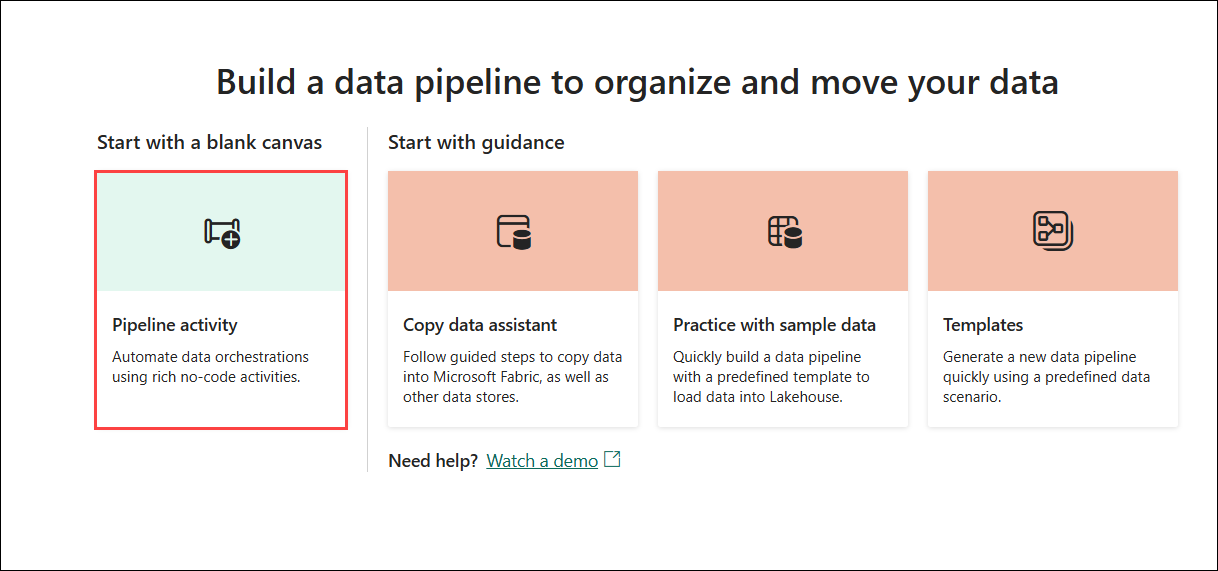 Build a data pipeline to organize and move your data
Start with a blank canvas
Start with guidance
Pipeline activity
Automate data orchestrations
using rich no-code activities.
Copy data assistant
Follow guided steps to copy data
into Microsoft Fabric, as well as
other data stores.
Practice with sample data
Quickly build a data pipeline
with a predefined template to
load data into Lakehouse.
Templates
Generate a new data pipeline
quickly using a predefined data
scenario.
Need help? Watch a demo